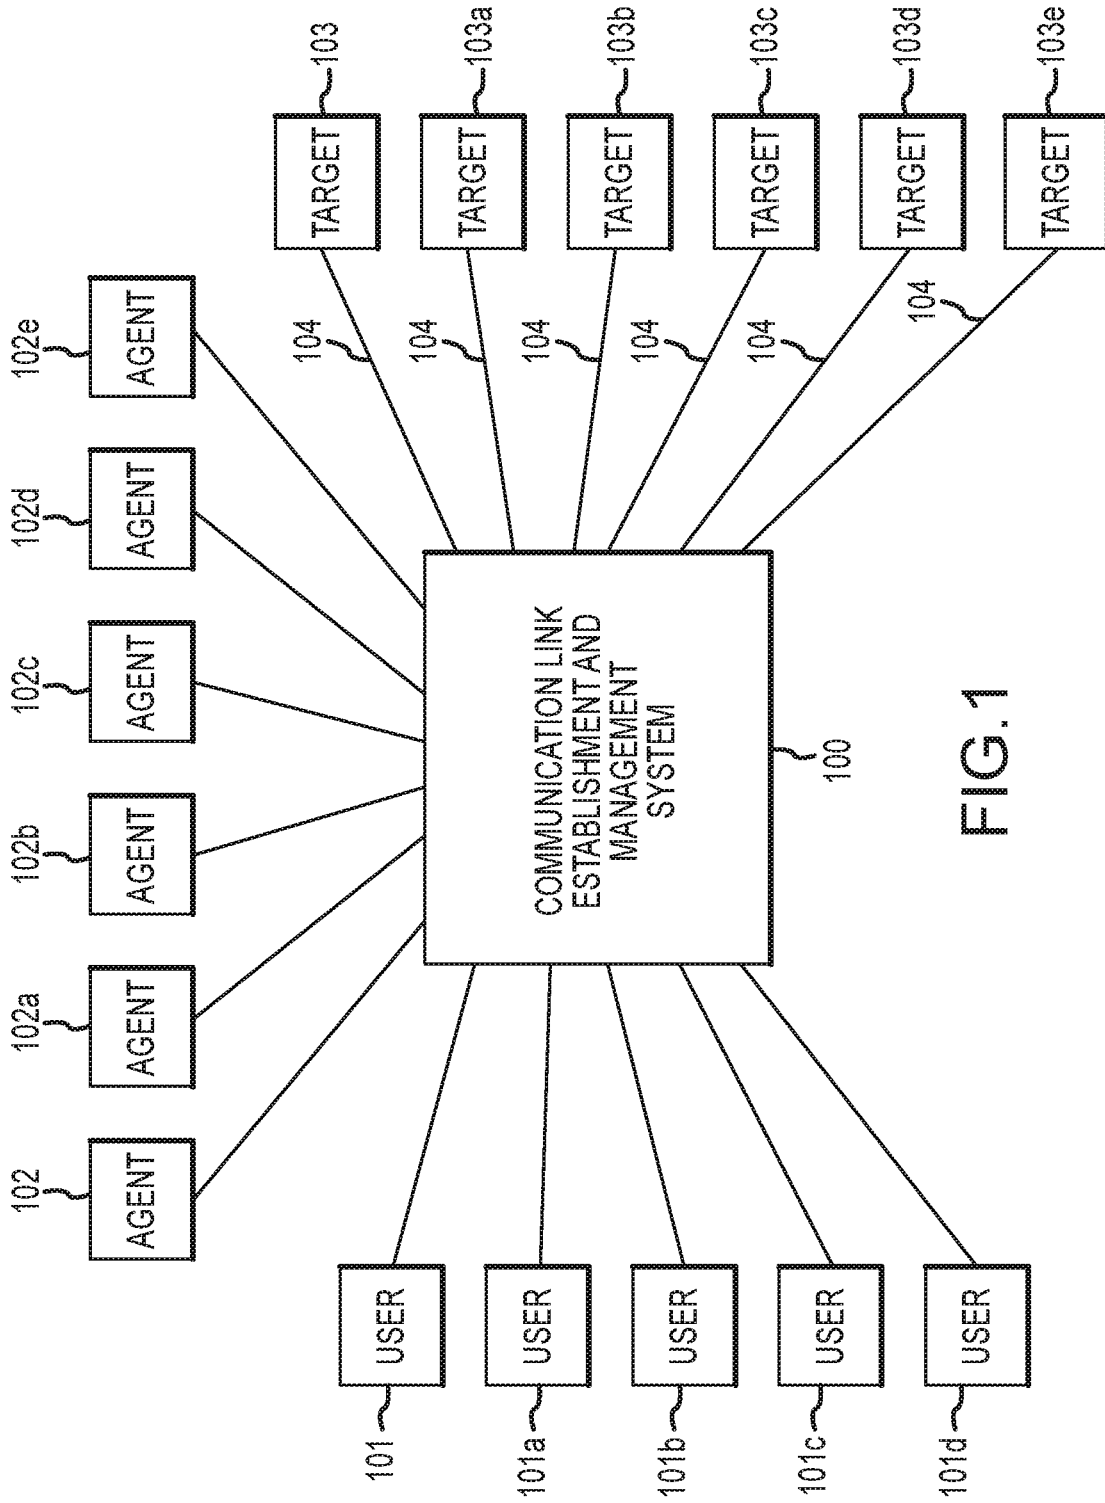 102
102a
102b
102c
102d
102e
AGENT
AGENT
AGENT
AGENT
AGENT
AGENT
101
USER
101a
USER
101b
USER
101c
USER
101d
USER
COMMUNICATION LINK
ESTABLISHMENT AND
MANAGEMENT
SYSTEM
100
104
104
104
104
104
104
TARGET
103
TARGET
103a
TARGET
103b
TARGET
103c
TARGET
103d
TARGET
103e
FIG.1